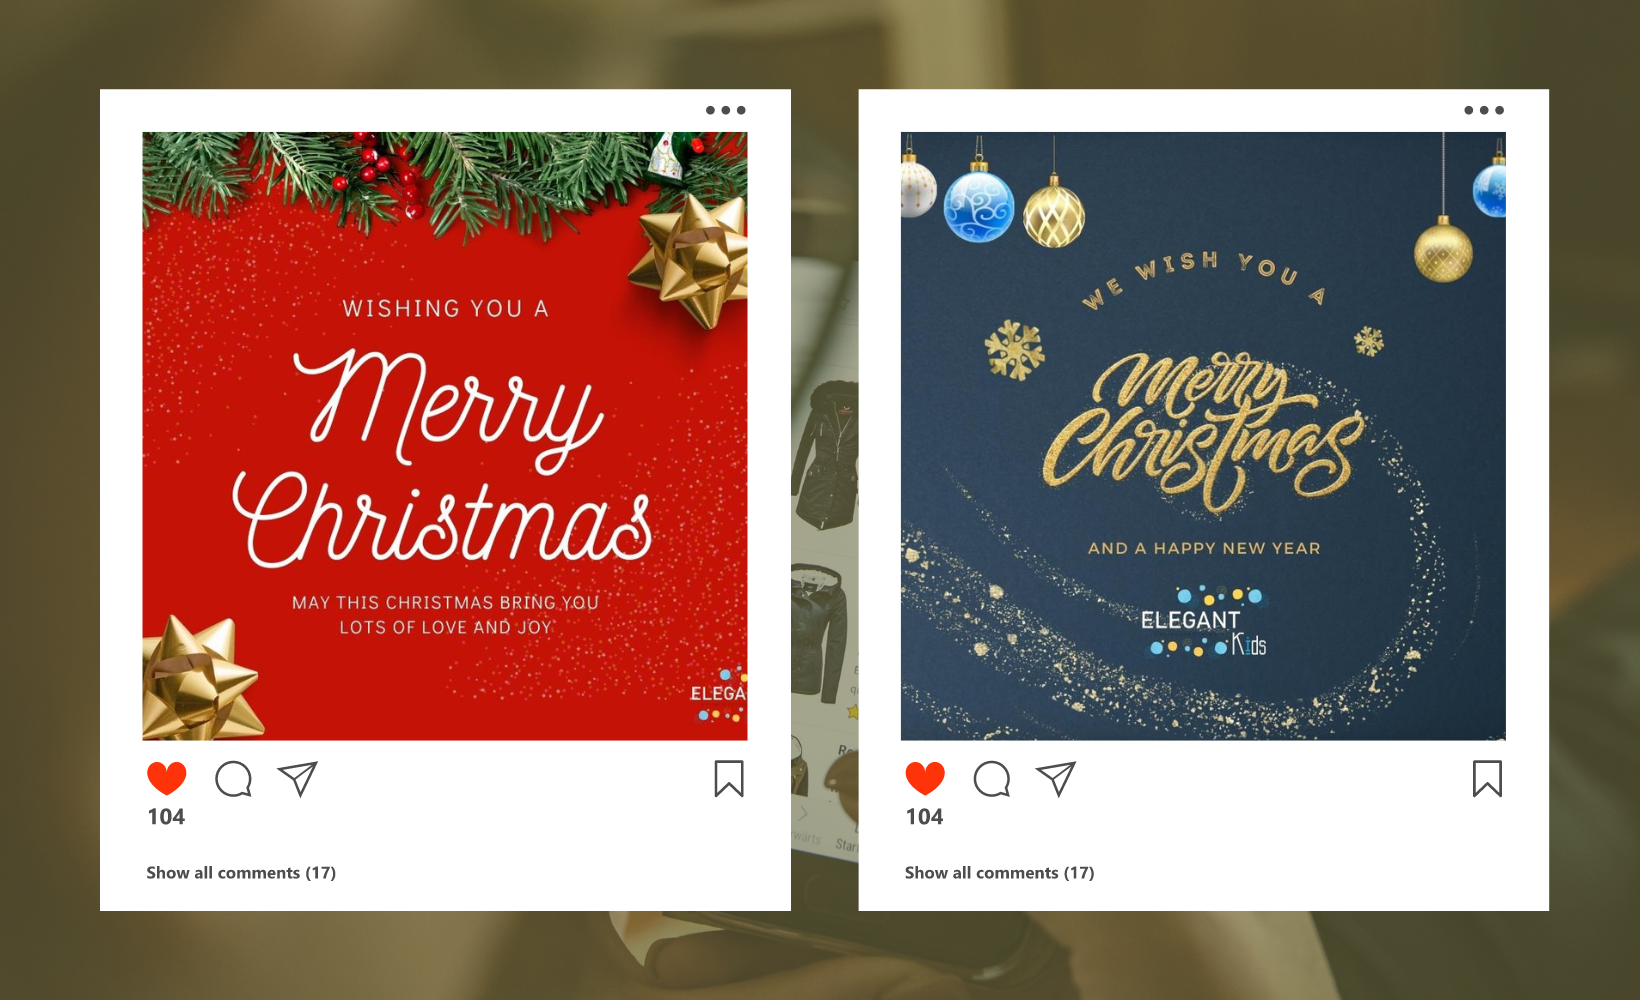 WISHING YOU A
Merry
Christmas
MAY THIS CHRISTMAS BRING YOU
LOTS OF LOVE AND JOY
ELEGA
104
Show all comments (17)
WE WISH YOU A
Merry
Christmas
AND A HAPPY NEW YEAR
ELEGANT
Kids
104
Show all comments (17)